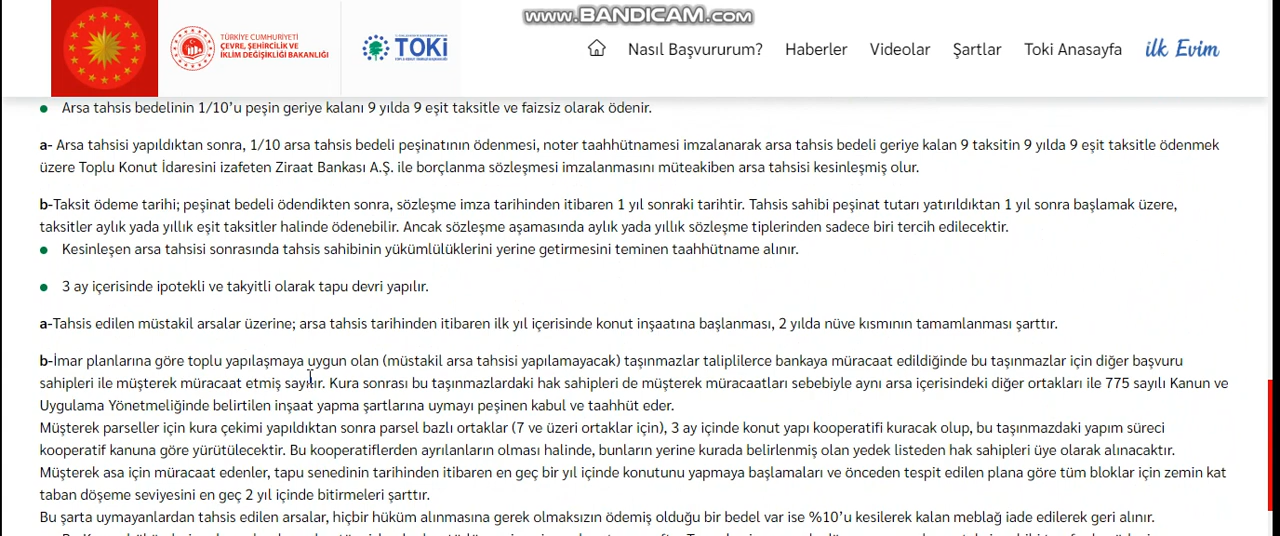 www.BANDICAM.com
TÜRKİYE CUMHURİYETİ
ÇEVRE, ŞEHİRCİLİK VE
İKLİM DEĞİŞİKLİĞİ BAKANLIĞI
TOKİ
Nasıl Başvururum? Haberler Videolar Şartlar Toki Anasayfa ilk Evim
Arsa tahsis bedelinin 1/10’u peşin geriye kalanı 9 yılda 9 eşit taksitle ve faizsiz olarak ödenir.
a- Arsa tahsisi yapıldıktan sonra, 1/10 arsa tahsis bedeli peşinatının ödenmesi, noter taahhütnamesi imzalanarak arsa tahsis bedeli geriye kalan 9 taksitin 9 yılda 9 eşit taksitle ödenmek
üzere Toplu Konut İdaresini izafeten Ziraat Bankası A.Ş. ile borçlanma sözleşmesi imzalanmasını müteakiben arsa tahsisi kesinleşmiş olur.
b-Taksit ödeme tarihi; peşinat bedeli ödendikten sonra, sözleşme imza tarihinden itibaren 1 yıl sonraki tarihtir. Tahsis sahibi peşinat tutarı yatırıldıktan 1 yıl sonra başlamak üzere,
taksitler aylık yada yıllık eşit taksitler halinde ödenebilir. Ancak sözleşme aşamasında aylık yada yıllık sözleşme tiplerinden sadece biri tercih edilecektir.
Kesinleşen arsa tahsisi sonrasında tahsis sahibinin yükümlülüklerini yerine getirmesini teminen taahhütname alınır.
3 ay içerisinde ipotekli ve takyitli olarak tapu devri yapılır.
a-Tahsis edilen müstakil arsalar üzerine; arsa tahsis tarihinden itibaren ilk yıl içerisinde konut inşaatına başlanması, 2 yılda nüve kısmının tamamlanması şarttır.
b-İmar planlarına göre toplu yapılaşmaya uygun olan (müstakil arsa tahsisi yapılamayacak) taşınmazlar taliplilerce bankaya müracaat edildiğinde bu taşınmazlar için diğer başvuru
sahipleri ile müşterek müracaat etmiş sayılır. Kura sonrası bu taşınmazlardaki hak sahipleri de müşterek müracaatları sebebiyle aynı arsa içerisindeki diğer ortakları ile 775 sayılı Kanun ve
Uygulama Yönetmeliğinde belirtilen inşaat yapma şartlarına uymayı peşinen kabul ve taahhüt eder.
Müşterek parseller için kura çekimi yapıldıktan sonra parsel bazlı ortaklar (7 ve üzeri ortaklar için), 3 ay içinde konut yapı kooperatifi kuracak olup, bu taşınmazdaki yapım süreci
kooperatif kanuna göre yürütülecektir. Bu kooperatiflerden ayrılanların olması halinde, bunların yerine kurada belirlenmiş olan yedek listeden hak sahipleri üye olarak alınacaktır.
Müşterek asa için müracaat edenler, tapu senedinin tarihinden itibaren en geç bir yıl içinde konutunu yapmaya başlamaları ve önceden tespit edilen plana göre tüm bloklar için zemin kat
taban döşeme seviyesini en geç 2 yıl içinde bitirmeleri şarttır.
Bu şarta uymayanlardan tahsis edilen arsalar, hiçbir hüküm alınmasına gerek olmaksızın ödemiş olduğu bir bedel var ise %10’u kesilerek kalan meblağ iade edilerek geri alınır.